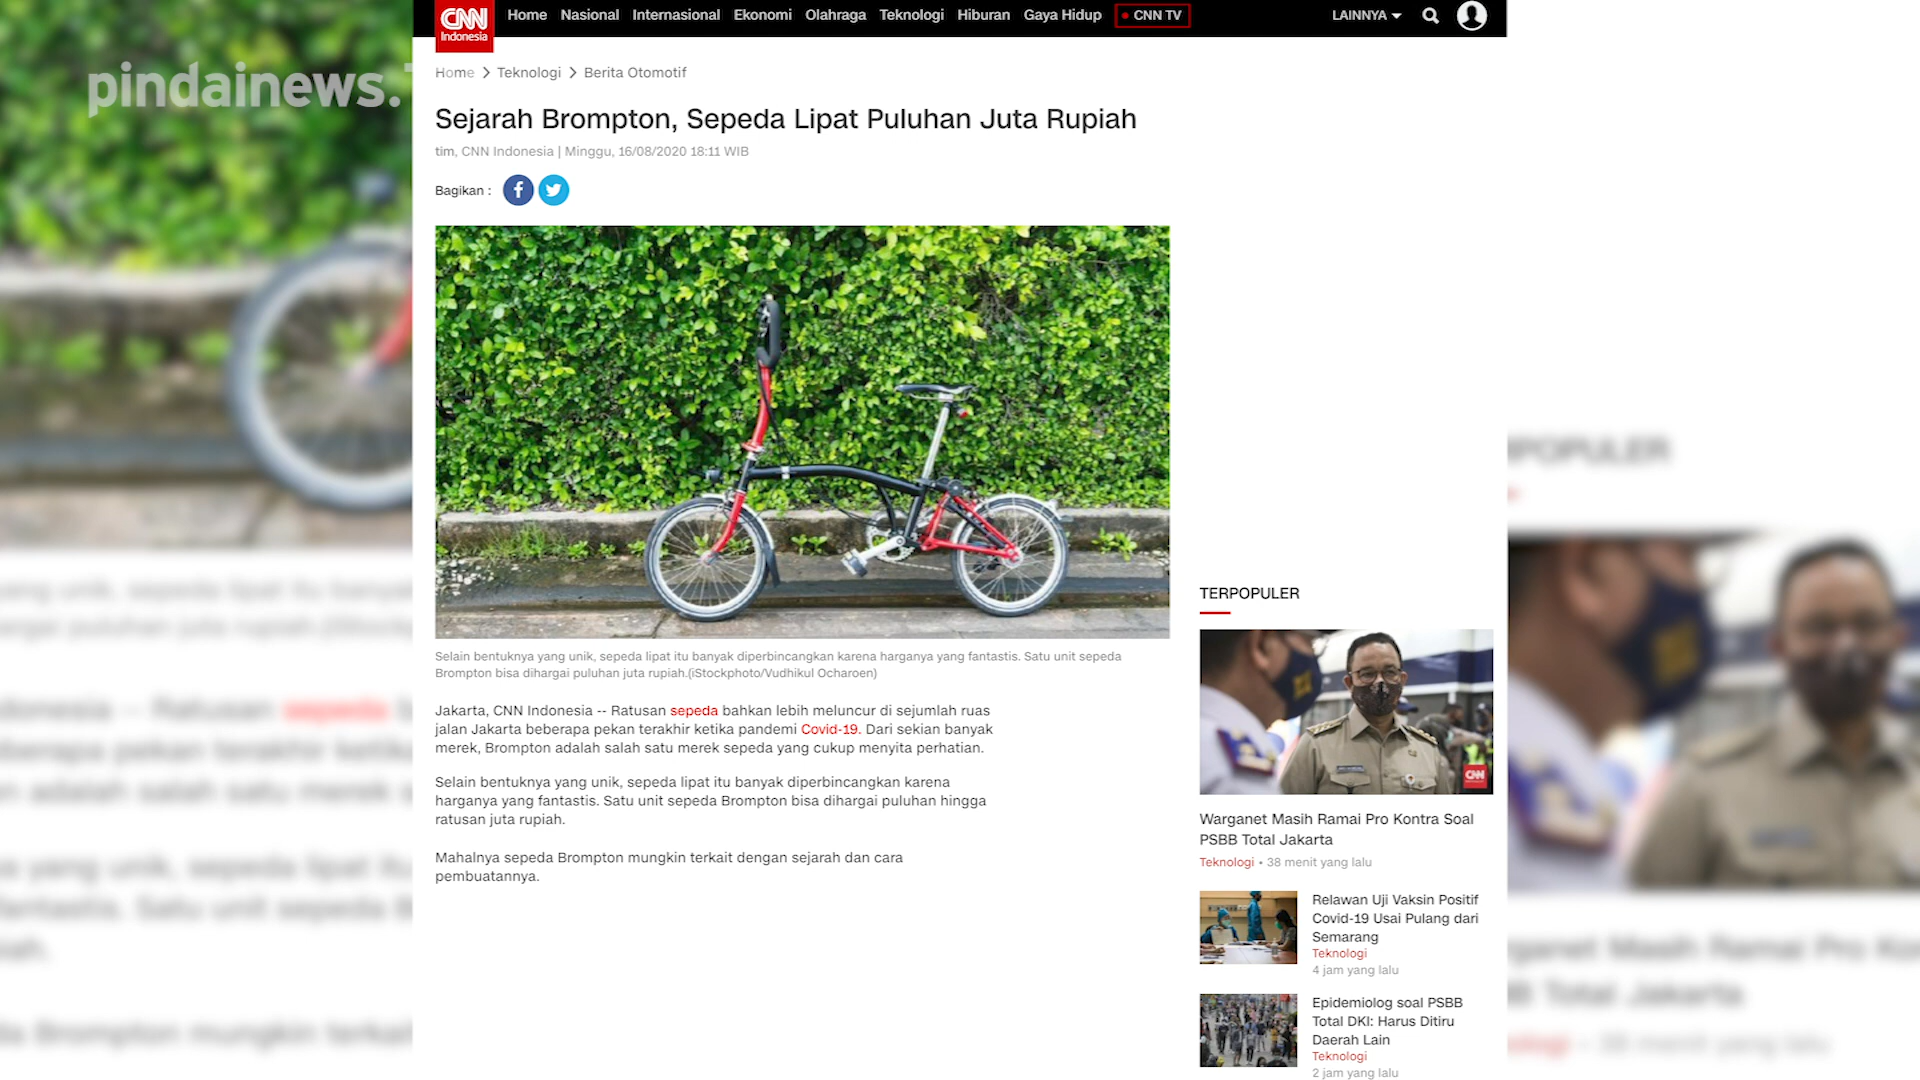 pindainews.
CNN
Indonesia
Home Nasional Internasional Ekonomi Olahraga Teknologi Hiburan Gaya Hidup CNN TV LAINNYA
Home > Teknologi > Berita Otomotif
Sejarah Brompton, Sepeda Lipat Puluhan Juta Rupiah
tim, CNN Indonesia | Minggu, 16/08/2020 18:11 WIB
Bagikan :
Selain bentuknya yang unik, sepeda lipat itu banyak diperbincangkan karena harganya yang fantastis. Satu unit sepeda
Brompton bisa dihargai puluhan juta rupiah.(iStockphoto/Vudhikul Ocharoen)
Jakarta, CNN Indonesia -- Ratusan sepeda bahkan lebih meluncur di sejumlah ruas
jalan Jakarta beberapa pekan terakhir ketika pandemi Covid-19. Dari sekian banyak
merek, Brompton adalah salah satu merek sepeda yang cukup menyita perhatian.
Selain bentuknya yang unik, sepeda lipat itu banyak diperbincangkan karena
harganya yang fantastis. Satu unit sepeda Brompton bisa dihargai puluhan hingga
ratusan juta rupiah.
Mahalnya sepeda Brompton mungkin terkait dengan sejarah dan cara
pembuatannya.
TERPOPULER
CNN
Warganet Masih Ramai Pro Kontra Soal
PSBB Total Jakarta
Teknologi • 38 menit yang lalu
Relawan Uji Vaksin Positif
Covid-19 Usai Pulang dari
Semarang
Teknologi
4 jam yang lalu
Epidemiolog soal PSBB
Total DKI: Harus Ditiru
Daerah Lain
Teknologi
2 jam yang lalu